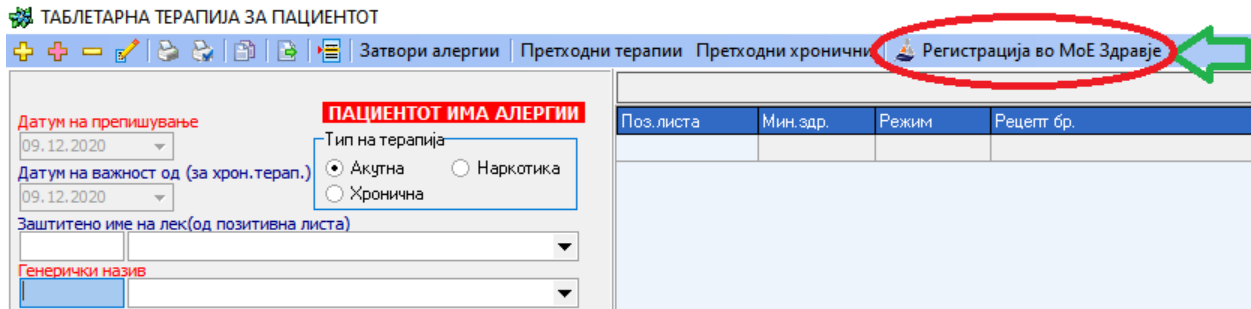 ТАБЛЕТАРНА ТЕРАПИЈА ЗА ПАЦИЕНТОТ
Затвори алергии Претходни терапии Претходни хронични Регистрација во МоЕ Здравје
ПАЦИЕНТОТ ИМА АЛЕРГИИ
Датум на препишување
09.12.2020
Датум на важност од (за хрон.терап.)
09.12.2020
Тип на терапија
Акутна Наркотика
Хронична
Заштитено име на лек(од позитивна листа)
Генерички назив
Поз.листа Мин.здр. Режим Рецепт бр.